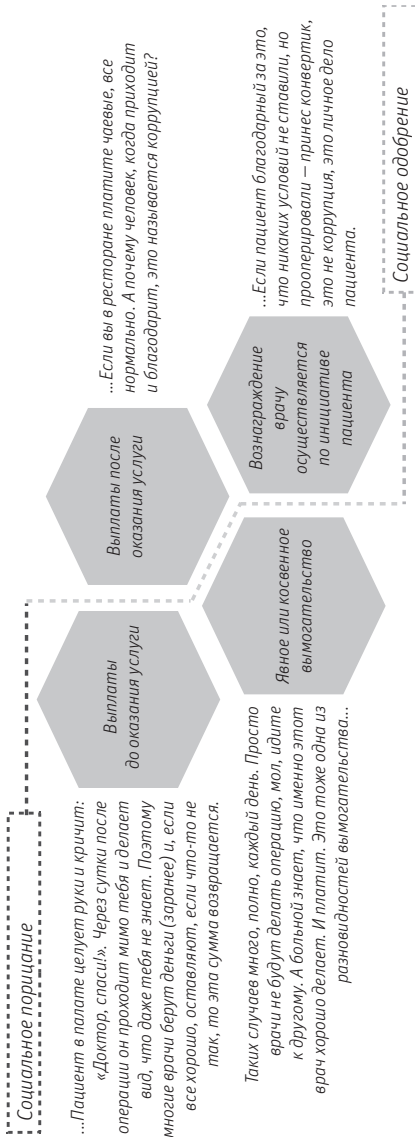 Социальное порицание
...Пациент в палате целует руки и кричит:
«Доктор, спаси!». Через сутки после
операции он проходит мимо тебя и делает
вид, что даже тебя не знает. Поэтому
многие врачи берут деньги (заранее) и, если
все хорошо, оставляют, если что-то не
так, то эта сумма возвращается.
Выплаты
до оказания услуги
Выплаты после
оказания услуги
...Если вы в ресторане платите чаевые, все
нормально. А почему человек, когда приходит
и благодарит, это называется коррупцией?
Таких случаев много, полно, каждый день. Просто
врачи не будут делать операцию, мол, идите
к другому. А больной знает, что именно этот
врач хорошо делает. И платит. Это тоже одна из
разновидностей вымогательства...
Явное или косвенное
вымогательство
Вознаграждение
врачу
осуществляется
по инициативе
пациента
...Если пациент благодарный за это,
что никаких условий не ставили, но
прооперировали — принес конвертик,
это не коррупция, это личное дело
пациента.
Социальное одобрение